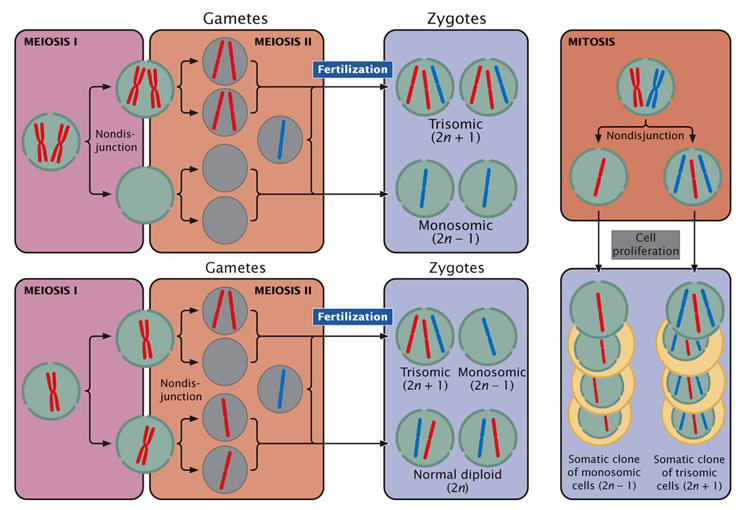 Gametes
Zygotes
MEIOSIS I
MEIOSIS II
MITOSIS
Fertilization
Nondis-
junction
Trisomic
(2n + 1)
Monosomic
(2n – 1)
Nondisjunction
Cell
proliferation
Gametes
Zygotes
MEIOSIS I
MEIOSIS II
Fertilization
Nondis-
junction
Trisomic
(2n + 1)
Monosomic
(2n – 1)
Normal diploid
(2n)
Somatic clone
of monosomic
cells (2n – 1)
Somatic clone
of trisomic
cells (2n + 1)